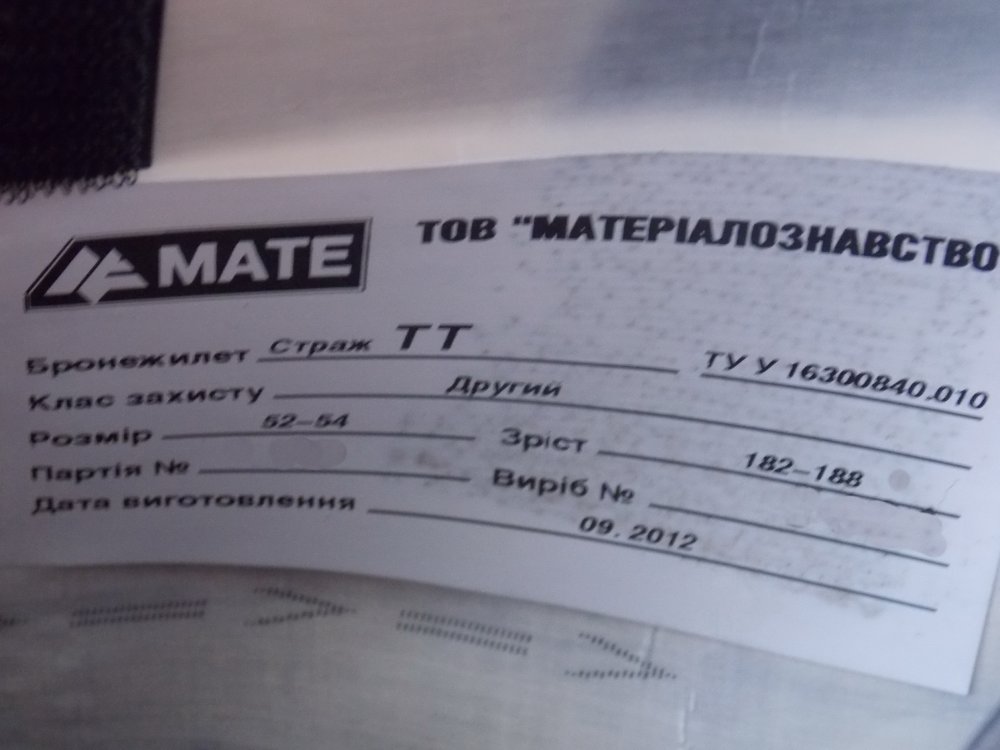 MATE
ТОВ "МАТЕРІАЛОЗНАВСТВО
Бронежилет Страж ТТ ТУ У 16300840.010
Клас захисту Другий
Розмір 52-54 Зріст 182-188
Партія № Виріб №
Дата виготовлення 09.2012